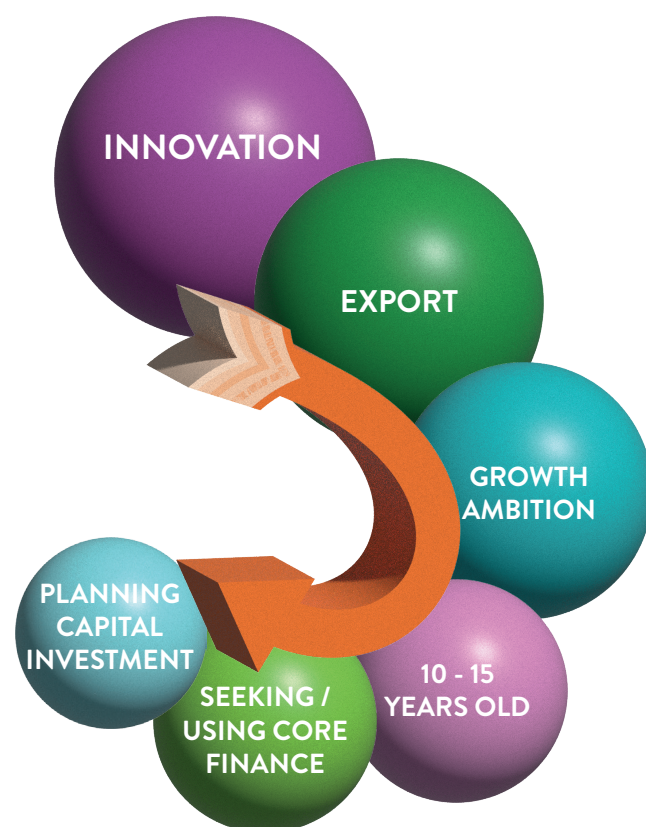 INNOVATION
EXPORT
GROWTH
AMBITION
10 - 15
YEARS OLD
SEEKING /
USING CORE
FINANCE
PLANNING
CAPITAL
INVESTMENT